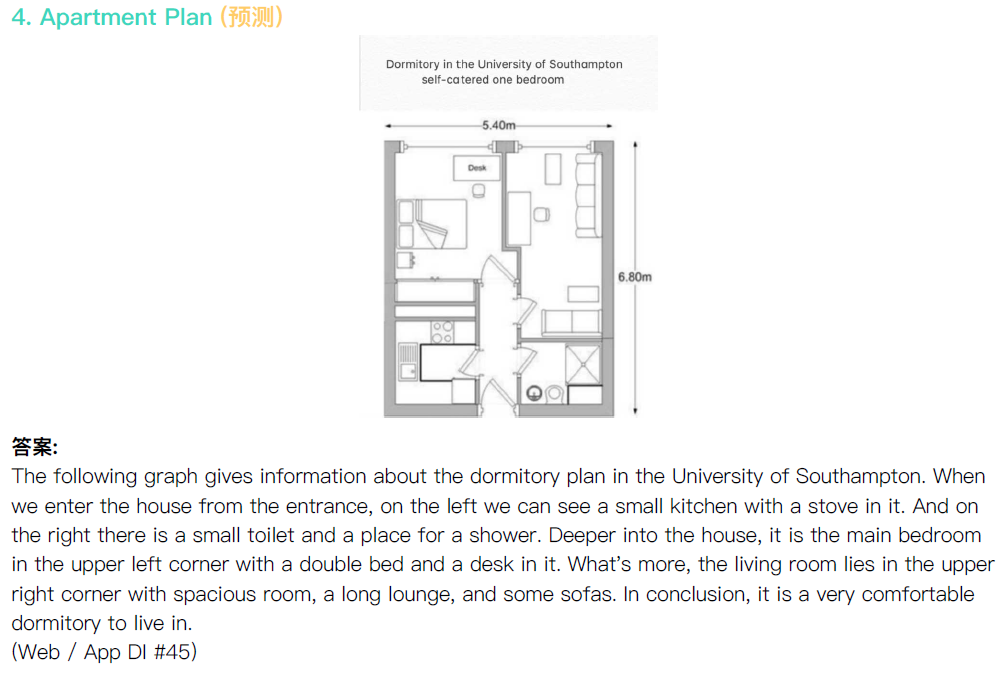 4. Apartment Plan (预测)
Dormitory in the University of Southampton
self-catered one bedroom
5.40m
Desk
6.80m
答案:
The following graph gives information about the dormitory plan in the University of Southampton. When
we enter the house from the entrance, on the left we can see a small kitchen with a stove in it. And on
the right there is a small toilet and a place for a shower. Deeper into the house, it is the main bedroom
in the upper left corner with a double bed and a desk in it. What's more, the living room lies in the upper
right corner with spacious room, a long lounge, and some sofas. In conclusion, it is a very comfortable
dormitory to live in.
(Web / App DI #45)